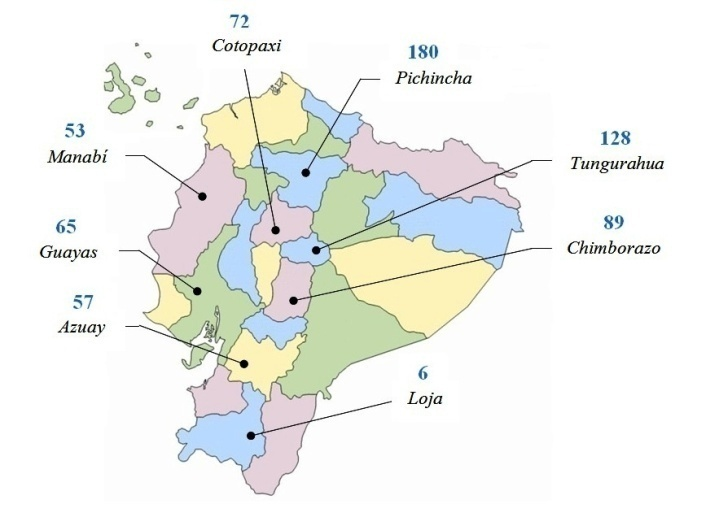 72
Cotopaxi
180
Pichincha
53
Manabí
128
Tungurahua
65
Guayas
89
Chimborazo
57
Azuay
6
Loja